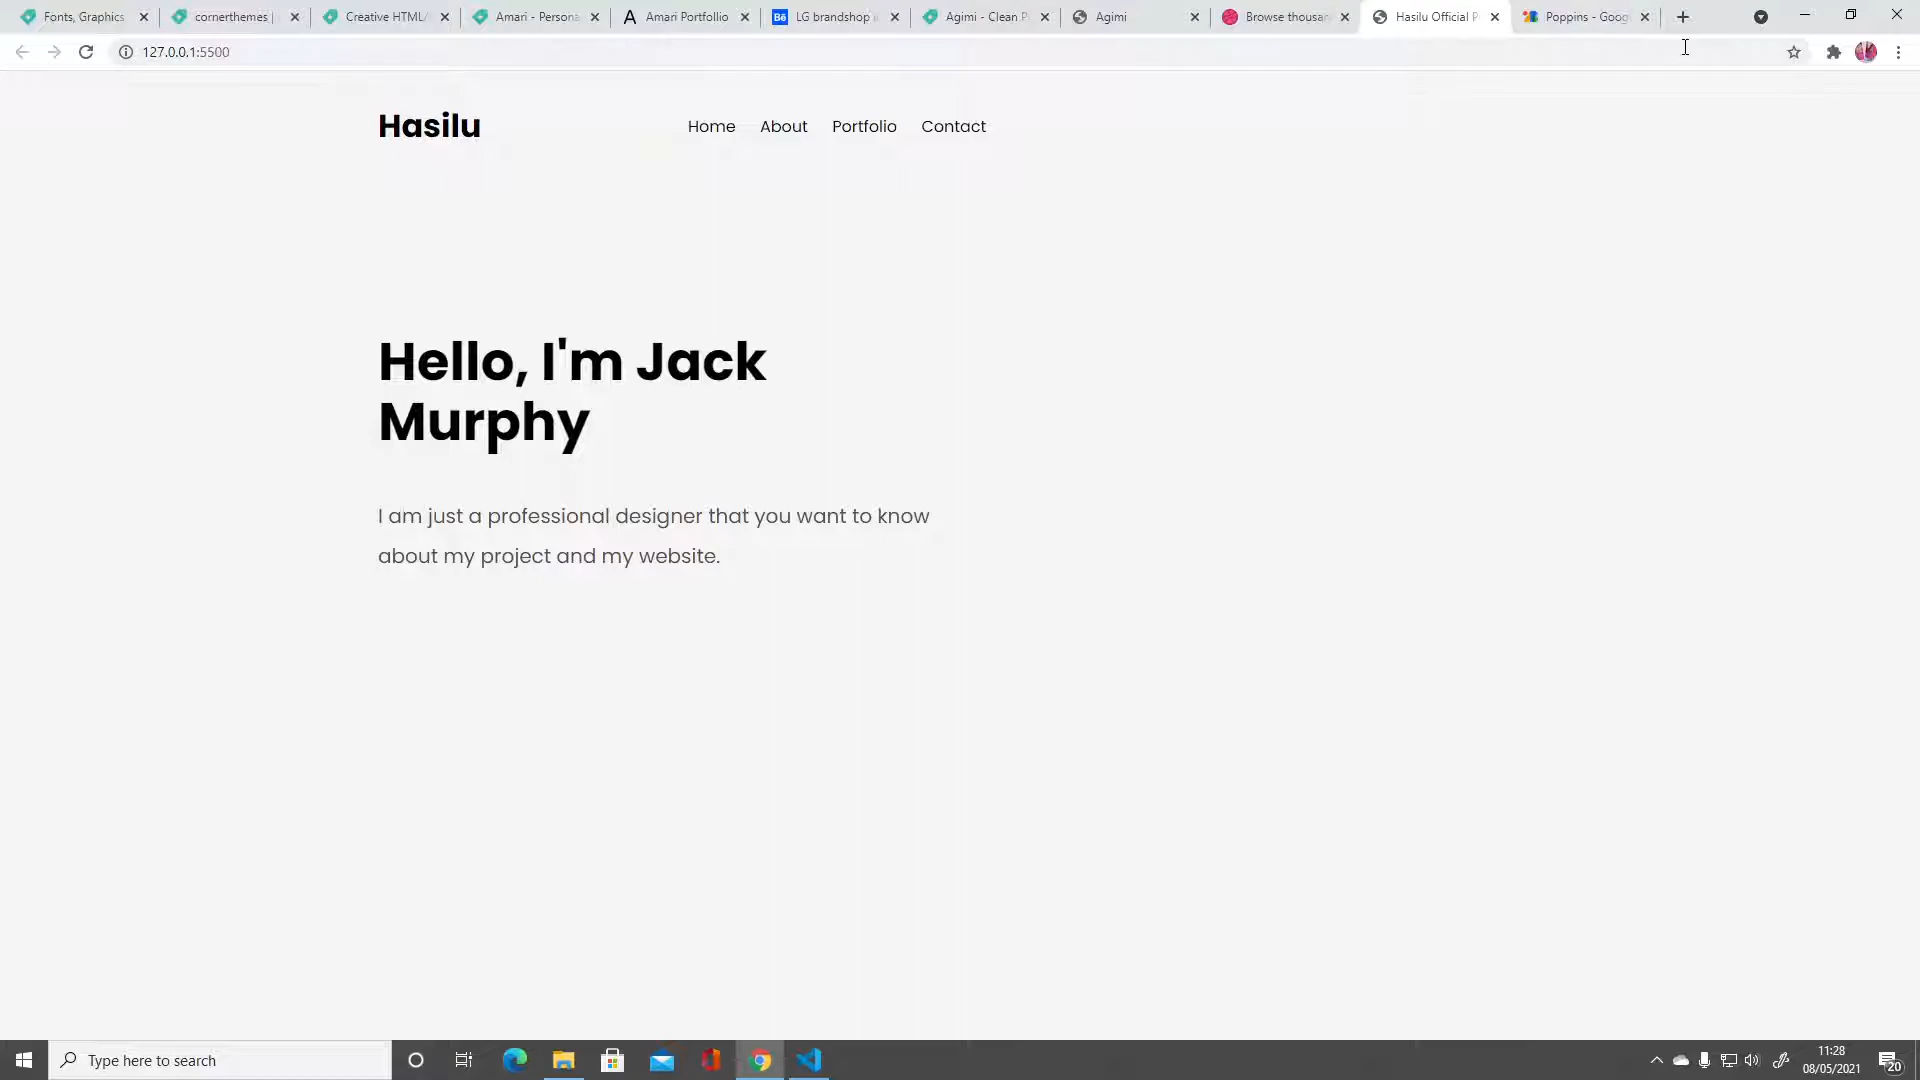 Fonts, Graphics
cornerthemes |
Creative HTML/
Amari - Persona
Amari Portfollio
LG brandshop
Agimi - Clean P
Agimi
Browse thousan
Hasilu Official P
Poppins - Goog
127.0.0.1:5500
Hasilu
Home
About
Portfolio
Contact
Hello, I'm Jack
Murphy
I am just a professional designer that you want to know
about my project and my website.
Type here to search
11:28
08/05/2021
20